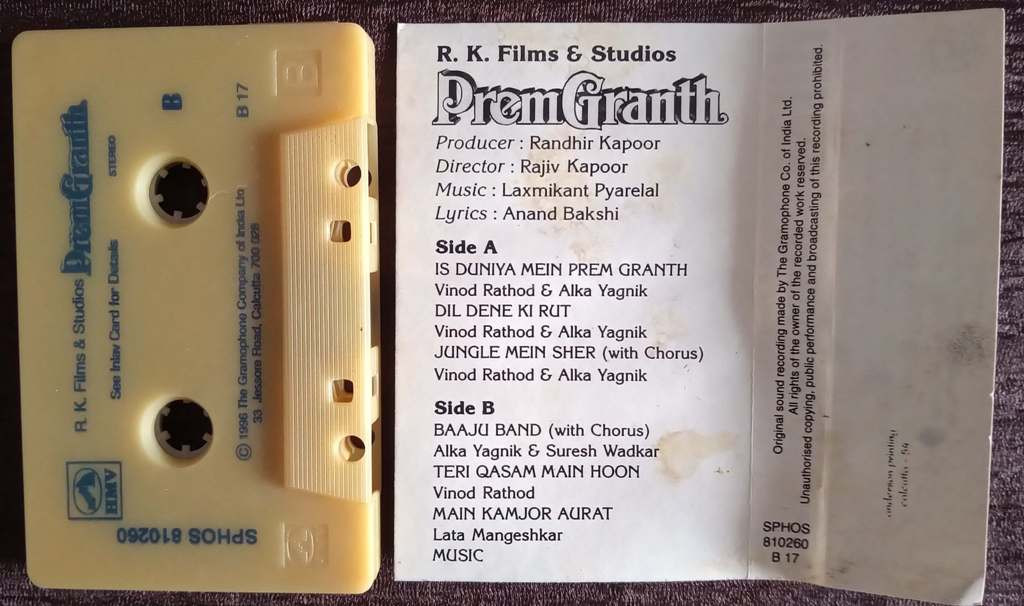 R. K. Films & Studios
PremGranth
STEREO
B
B 17
See Inlay Card for Details
© 1996 The Gramophone Company of India Ltd
33 Jessore Road, Calcutta 700 028
HMV
SPHOS 810260
B
R. K. Films & Studios
PremGranth
Producer : Randhir Kapoor
Director : Rajiv Kapoor
Music : Laxmikant Pyarelal
Lyrics : Anand Bakshi
Side A
IS DUNIYA MEIN PREM GRANTH
Vinod Rathod & Alka Yagnik
DIL DENE KI RUT
Vinod Rathod & Alka Yagnik
JUNGLE MEIN SHER (with Chorus)
Vinod Rathod & Alka Yagnik
Side B
BAAJU BAND (with Chorus)
Alka Yagnik & Suresh Wadkar
TERI QASAM MAIN HOON
Vinod Rathod
MAIN KAMJOR AURAT
Lata Mangeshkar
MUSIC
Original sound recording made by The Gramophone Co. of India Ltd.
All rights of the owner of the recorded work reserved.
Unauthorised copying, public performance and broadcasting of this recording prohibited.
SPHOS
810260
B 17
anderson printing
calcutta - 54